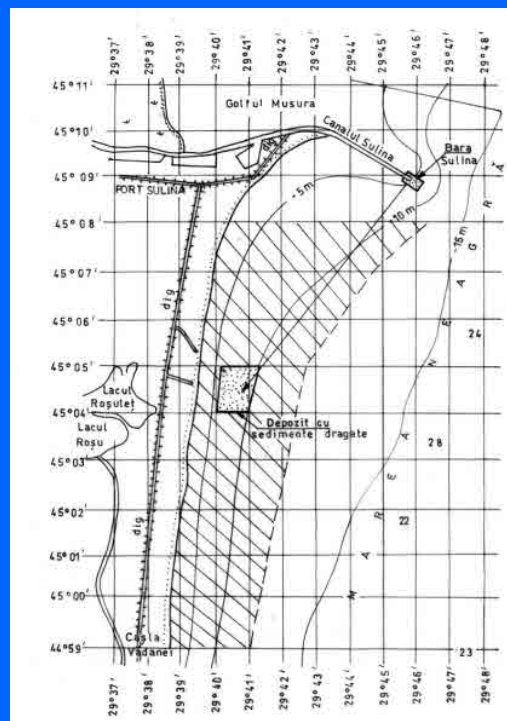 29°37' 29°38' 29°39' 29°40' 29°41' 29°42' 29°43' 29°44' 29°45' 29°46' 29°47' 29°48'
45°11'
Golful Musura
45°10'
Canalul Sulina
Bara
Sulina
dig
45°09'
PORT SULINA
-5m
-10m
-15m
45°08'
45°07'
dig
45°06'
24
45°05'
Lacul
Roșuleț
45°04'
Lacul
Roșu
Depozit cu
sedimente dragate
28
45°03'
45°02'
22
dig
45°01'
45°00'
MAREA NEAGRĂ
Casla
Vădanei
44°59'
23
29°37' 29°38' 29°39' 29°40' 29°41' 29°42' 29°43' 29°44' 29°45' 29°46' 29°47' 29°48'